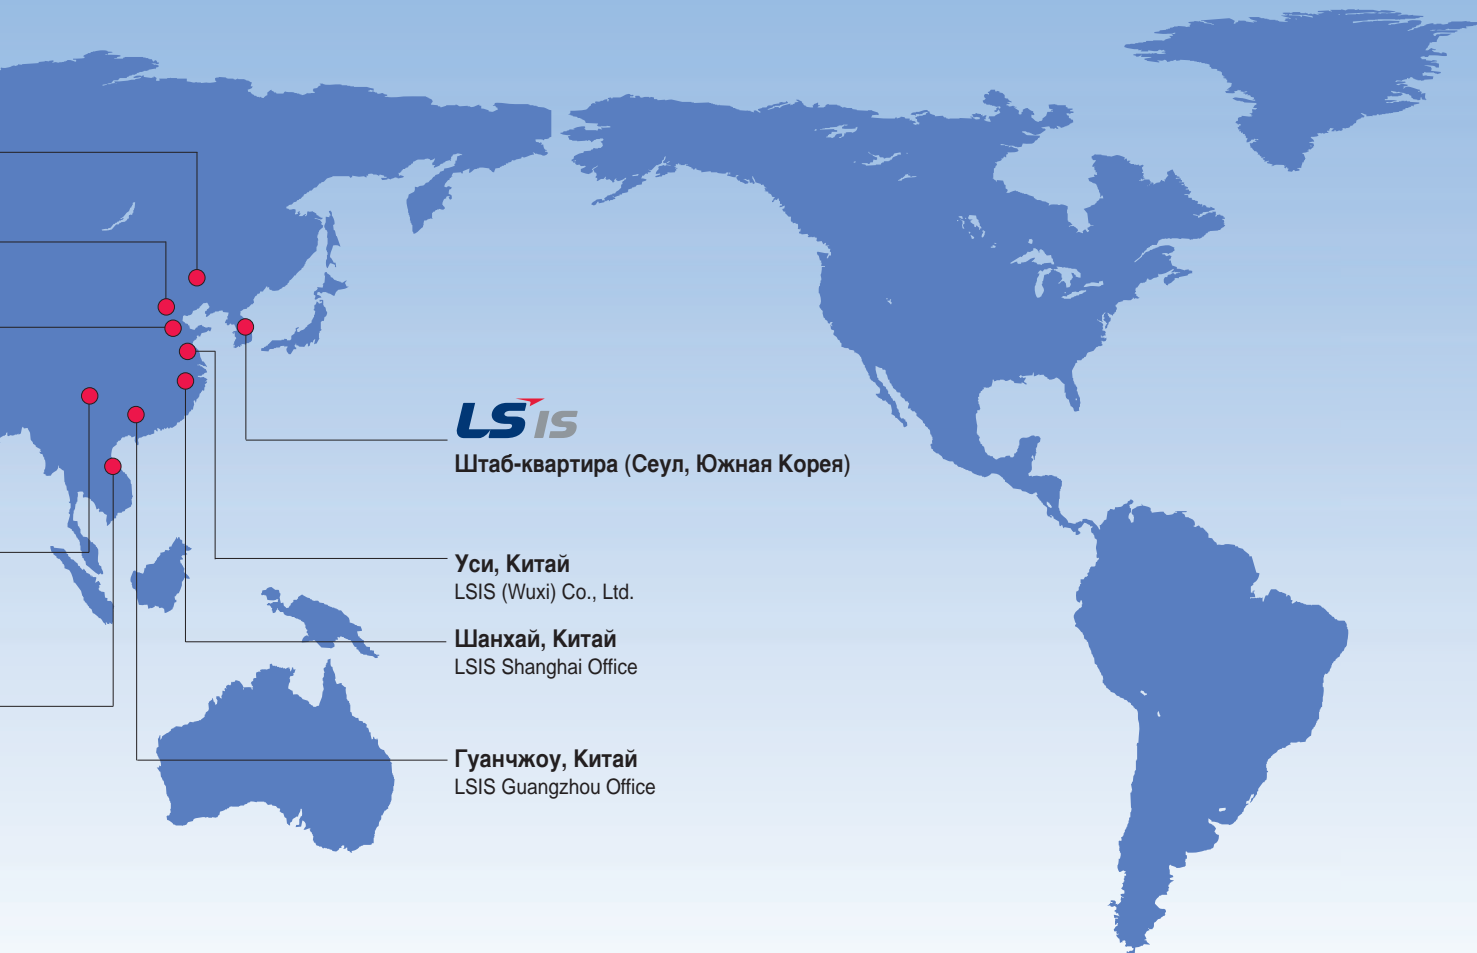 LSIS
Штаб-квартира (Сеул, Южная Корея)
Уси, Китай
LSIS (Wuxi) Co., Ltd.
Шанхай, Китай
LSIS Shanghai Office
Гуанчжоу, Китай
LSIS Guangzhou Office